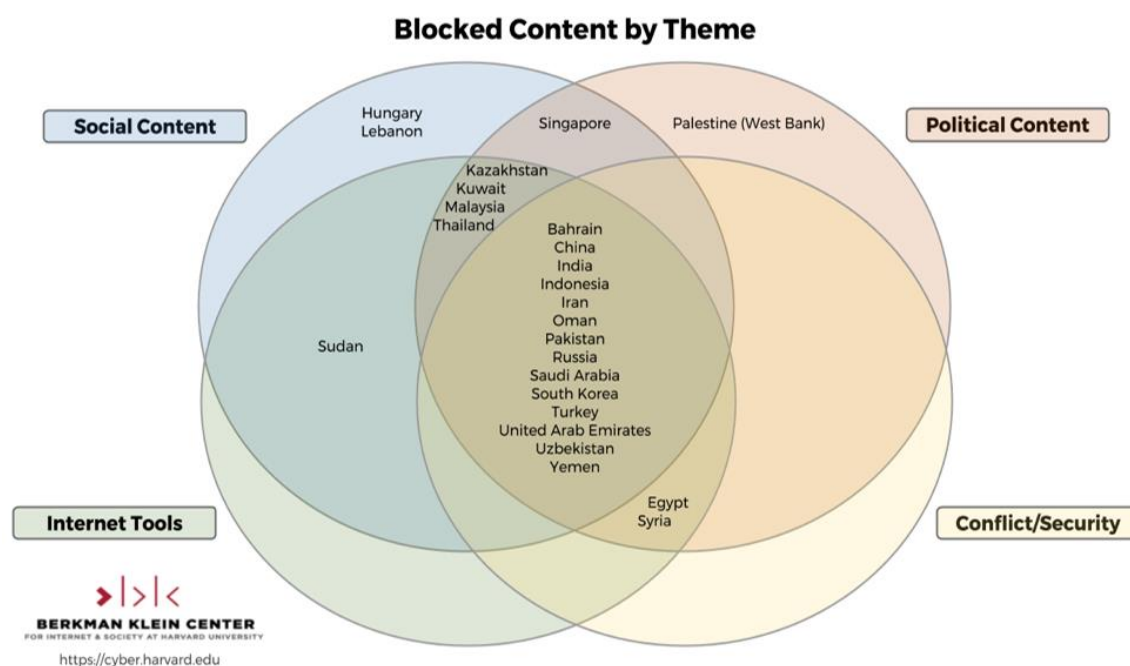 Blocked Content by Theme
Social Content
Hungary
Lebanon
Singapore
Palestine (West Bank)
Political Content
Kazakhstan
Kuwait
Malaysia
Thailand
Bahrain
China
India
Indonesia
Iran
Oman
Pakistan
Russia
Saudi Arabia
South Korea
Turkey
United Arab Emirates
Uzbekistan
Yemen
Sudan
Egypt
Syria
Internet Tools
Conflict/Security
BERKMAN KLEIN CENTER
FOR INTERNET & SOCIETY AT HARVARD UNIVERSITY
https://cyber.harvard.edu